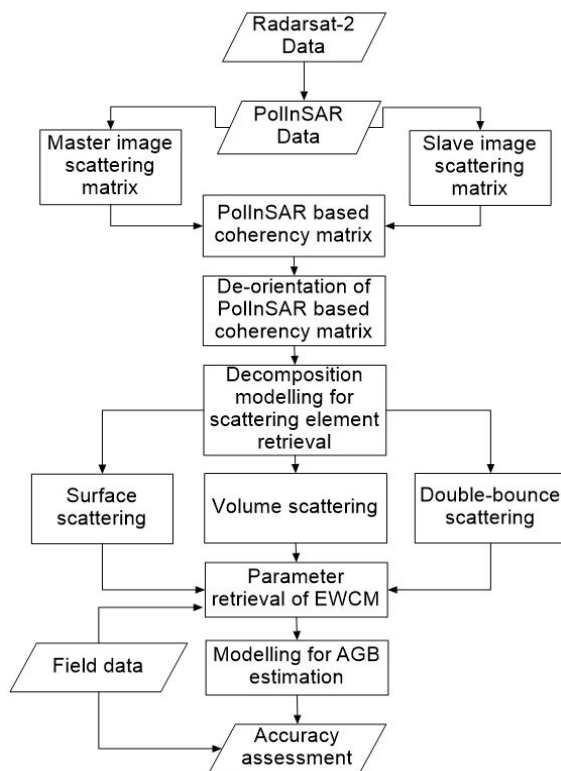 Radarsat-2
Data
PolInSAR
Data
Master image
scattering
matrix
Slave image
scattering
matrix
PolInSAR based
coherency matrix
De-orientation of
PolInSAR based
coherency matrix
Decomposition
modelling for
scattering element
retrieval
Surface
scattering
Volume scattering
Double-bounce
scattering
Parameter
retrieval of EWCM
Field data
Modelling for AGB
estimation
Accuracy
assessment